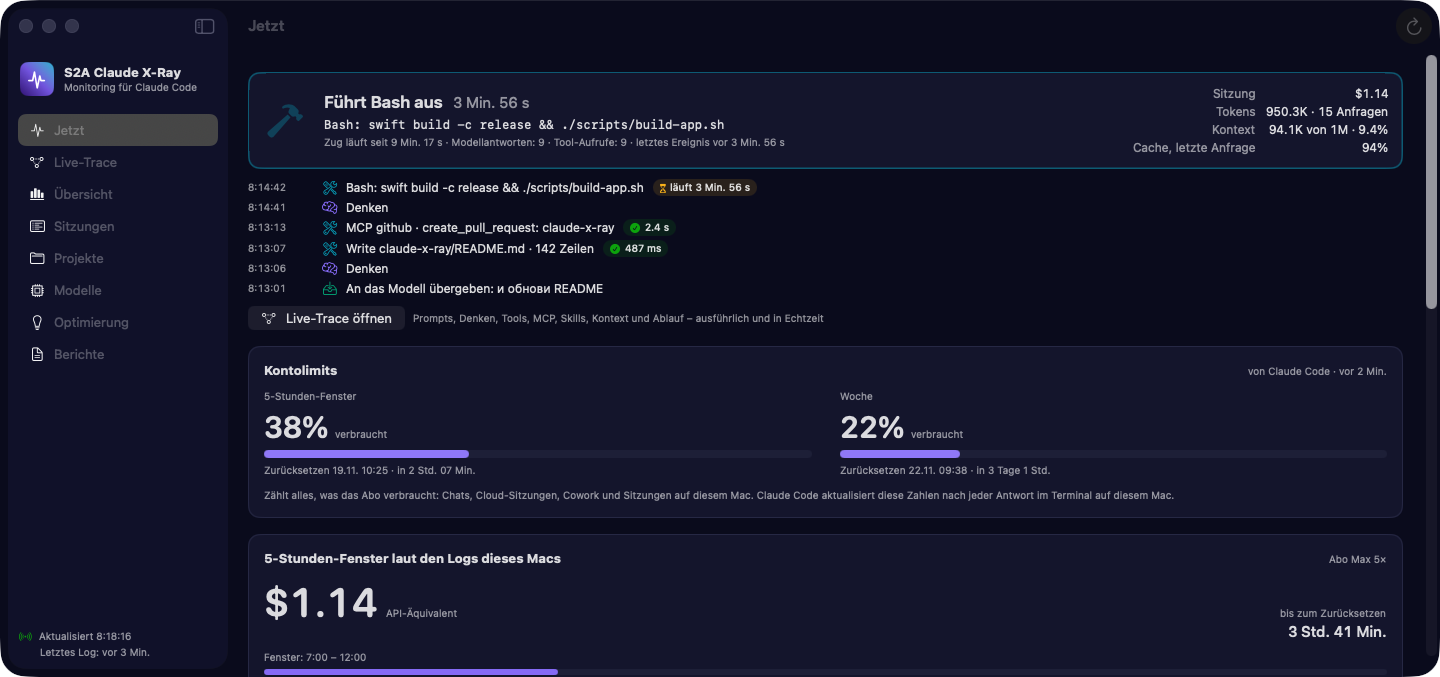 Jetzt
S2A Claude X-Ray
Monitoring für Claude Code
Jetzt
Live-Trace
Übersicht
Sitzungen
Projekte
Modelle
Optimierung
Berichte
Aktualisiert 8:18:16
Letztes Log: vor 3 Min.
Führt Bash aus 3 Min. 56 s
Bash: swift build -c release && ./scripts/build-app.sh
Zug läuft seit 9 Min. 17 s · Modellantworten: 9 · Tool-Aufrufe: 9 · letztes Ereignis vor 3 Min. 56 s
Sitzung $1.14
Tokens 950.3K · 15 Anfragen
Kontext 94.1K von 1M · 9.4%
Cache, letzte Anfrage 94%
8:14:42 Bash: swift build -c release && ./scripts/build-app.sh läuft 3 Min. 56 s
8:14:41 Denken
8:13:13 MCP github · create_pull_request: claude-x-ray 2.4 s
8:13:07 Write claude-x-ray/README.md · 142 Zeilen 487 ms
8:13:06 Denken
8:13:01 An das Modell übergeben: и обнови README
Live-Trace öffnen Prompts, Denken, Tools, MCP, Skills, Kontext und Ablauf – ausführlich und in Echtzeit
Kontolimits
von Claude Code · vor 2 Min.
5-Stunden-Fenster
38% verbraucht
Zurücksetzen 19.11. 10:25 · in 2 Std. 07 Min.
Woche
22% verbraucht
Zurücksetzen 22.11. 09:38 · in 3 Tage 1 Std.
Zählt alles, was das Abo verbraucht: Chats, Cloud-Sitzungen, Cowork und Sitzungen auf diesem Mac. Claude Code aktualisiert diese Zahlen nach jeder Antwort im Terminal auf diesem Mac.
5-Stunden-Fenster laut den Logs dieses Macs
Abo Max 5×
$1.14 API-Äquivalent
bis zum Zurücksetzen
3 Std. 41 Min.
Fenster: 7:00 – 12:00